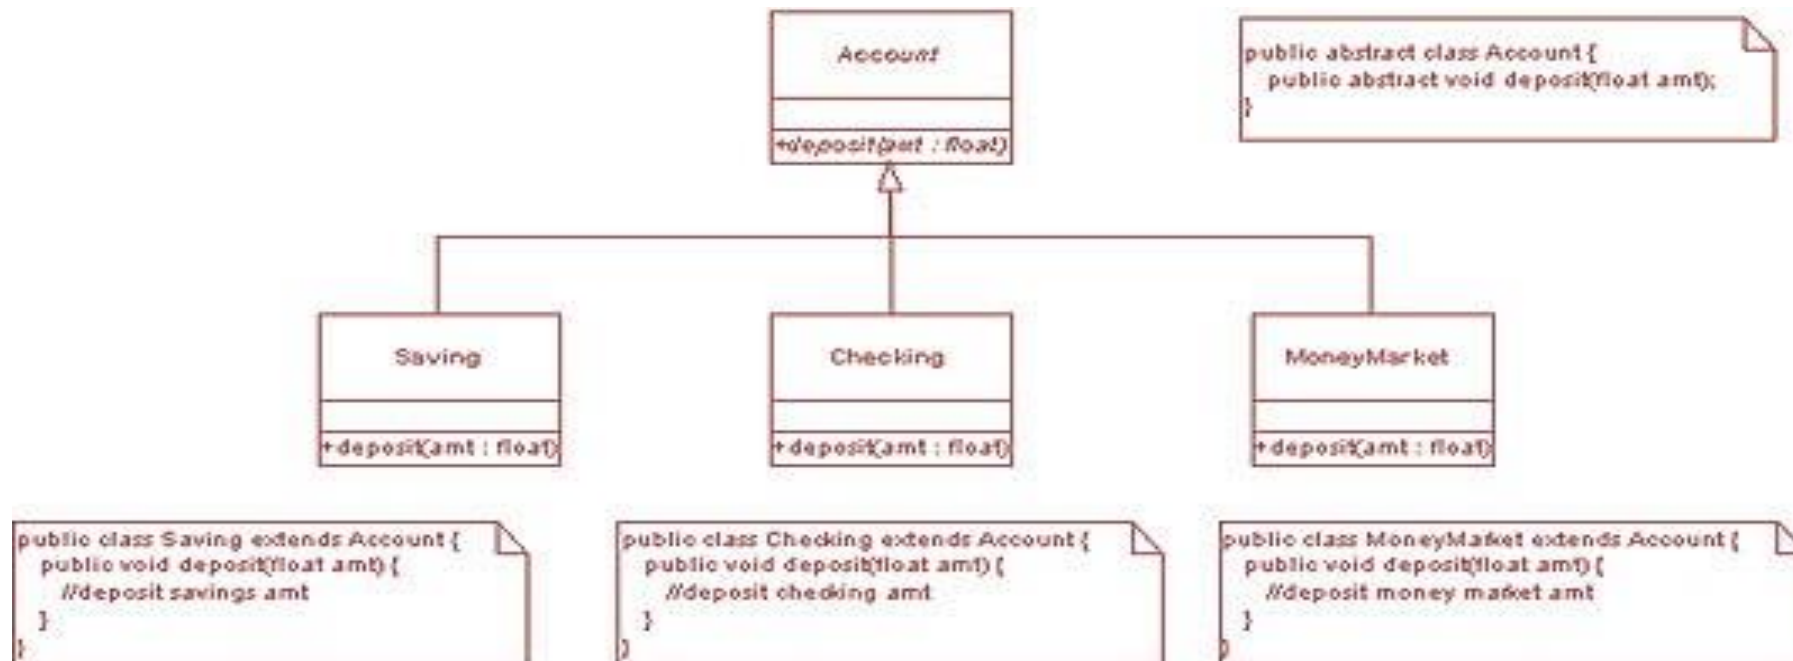 Account
+deposit(amt : float)
public abstract class Account {
public abstract void deposit(float amt);
}
Saving
+deposit(amt : float)
Checking
+deposit(amt : float)
MoneyMarket
+deposit(amt : float)
public class Saving extends Account {
public void deposit(float amt) {
//deposit savings amt
}
}
public class Checking extends Account {
public void deposit(float amt) {
//deposit checking amt
}
}
public class MoneyMarket extends Account {
public void deposit(float amt) {
//deposit money market amt
}
}